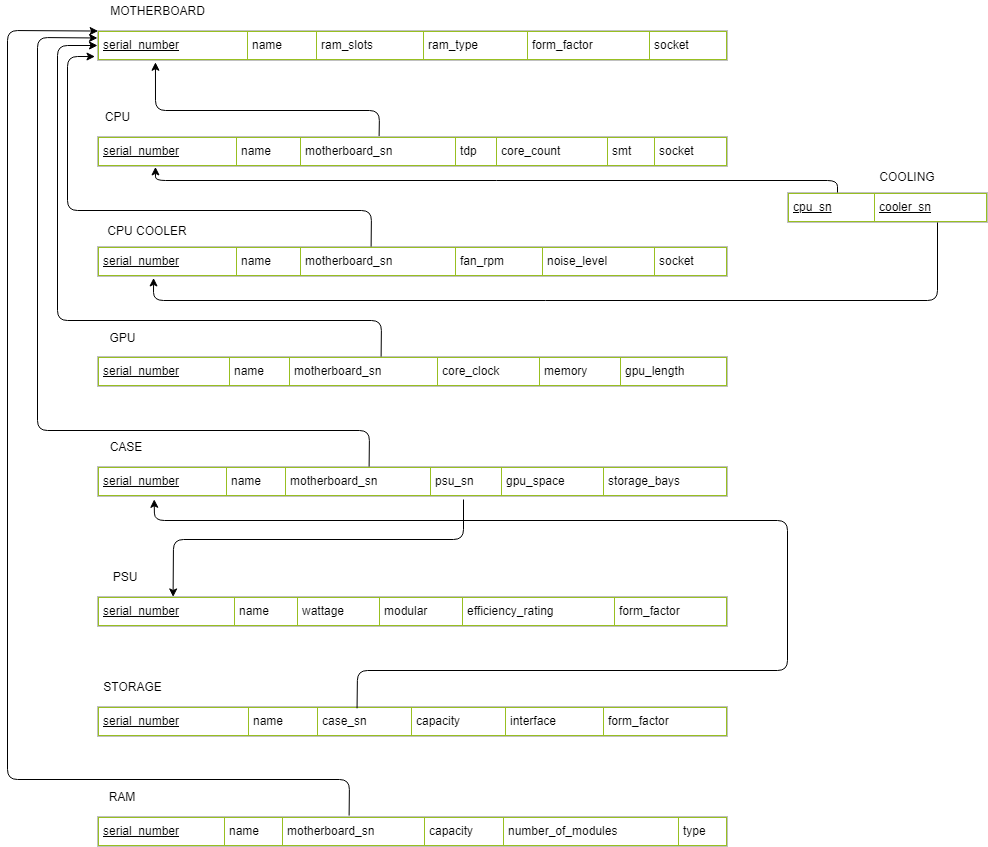 MOTHERBOARD
serial_number name ram_slots ram_type form_factor socket
CPU
serial_number name motherboard_sn tdp core_count smt socket
COOLING
cpu_sn cooler_sn
CPU COOLER
serial_number name motherboard_sn fan_rpm noise_level socket
GPU
serial_number name motherboard_sn core_clock memory gpu_length
CASE
serial_number name motherboard_sn psu_sn gpu_space storage_bays
PSU
serial_number name wattage modular efficiency_rating form_factor
STORAGE
serial_number name case_sn capacity interface form_factor
RAM
serial_number name motherboard_sn capacity number_of_modules type